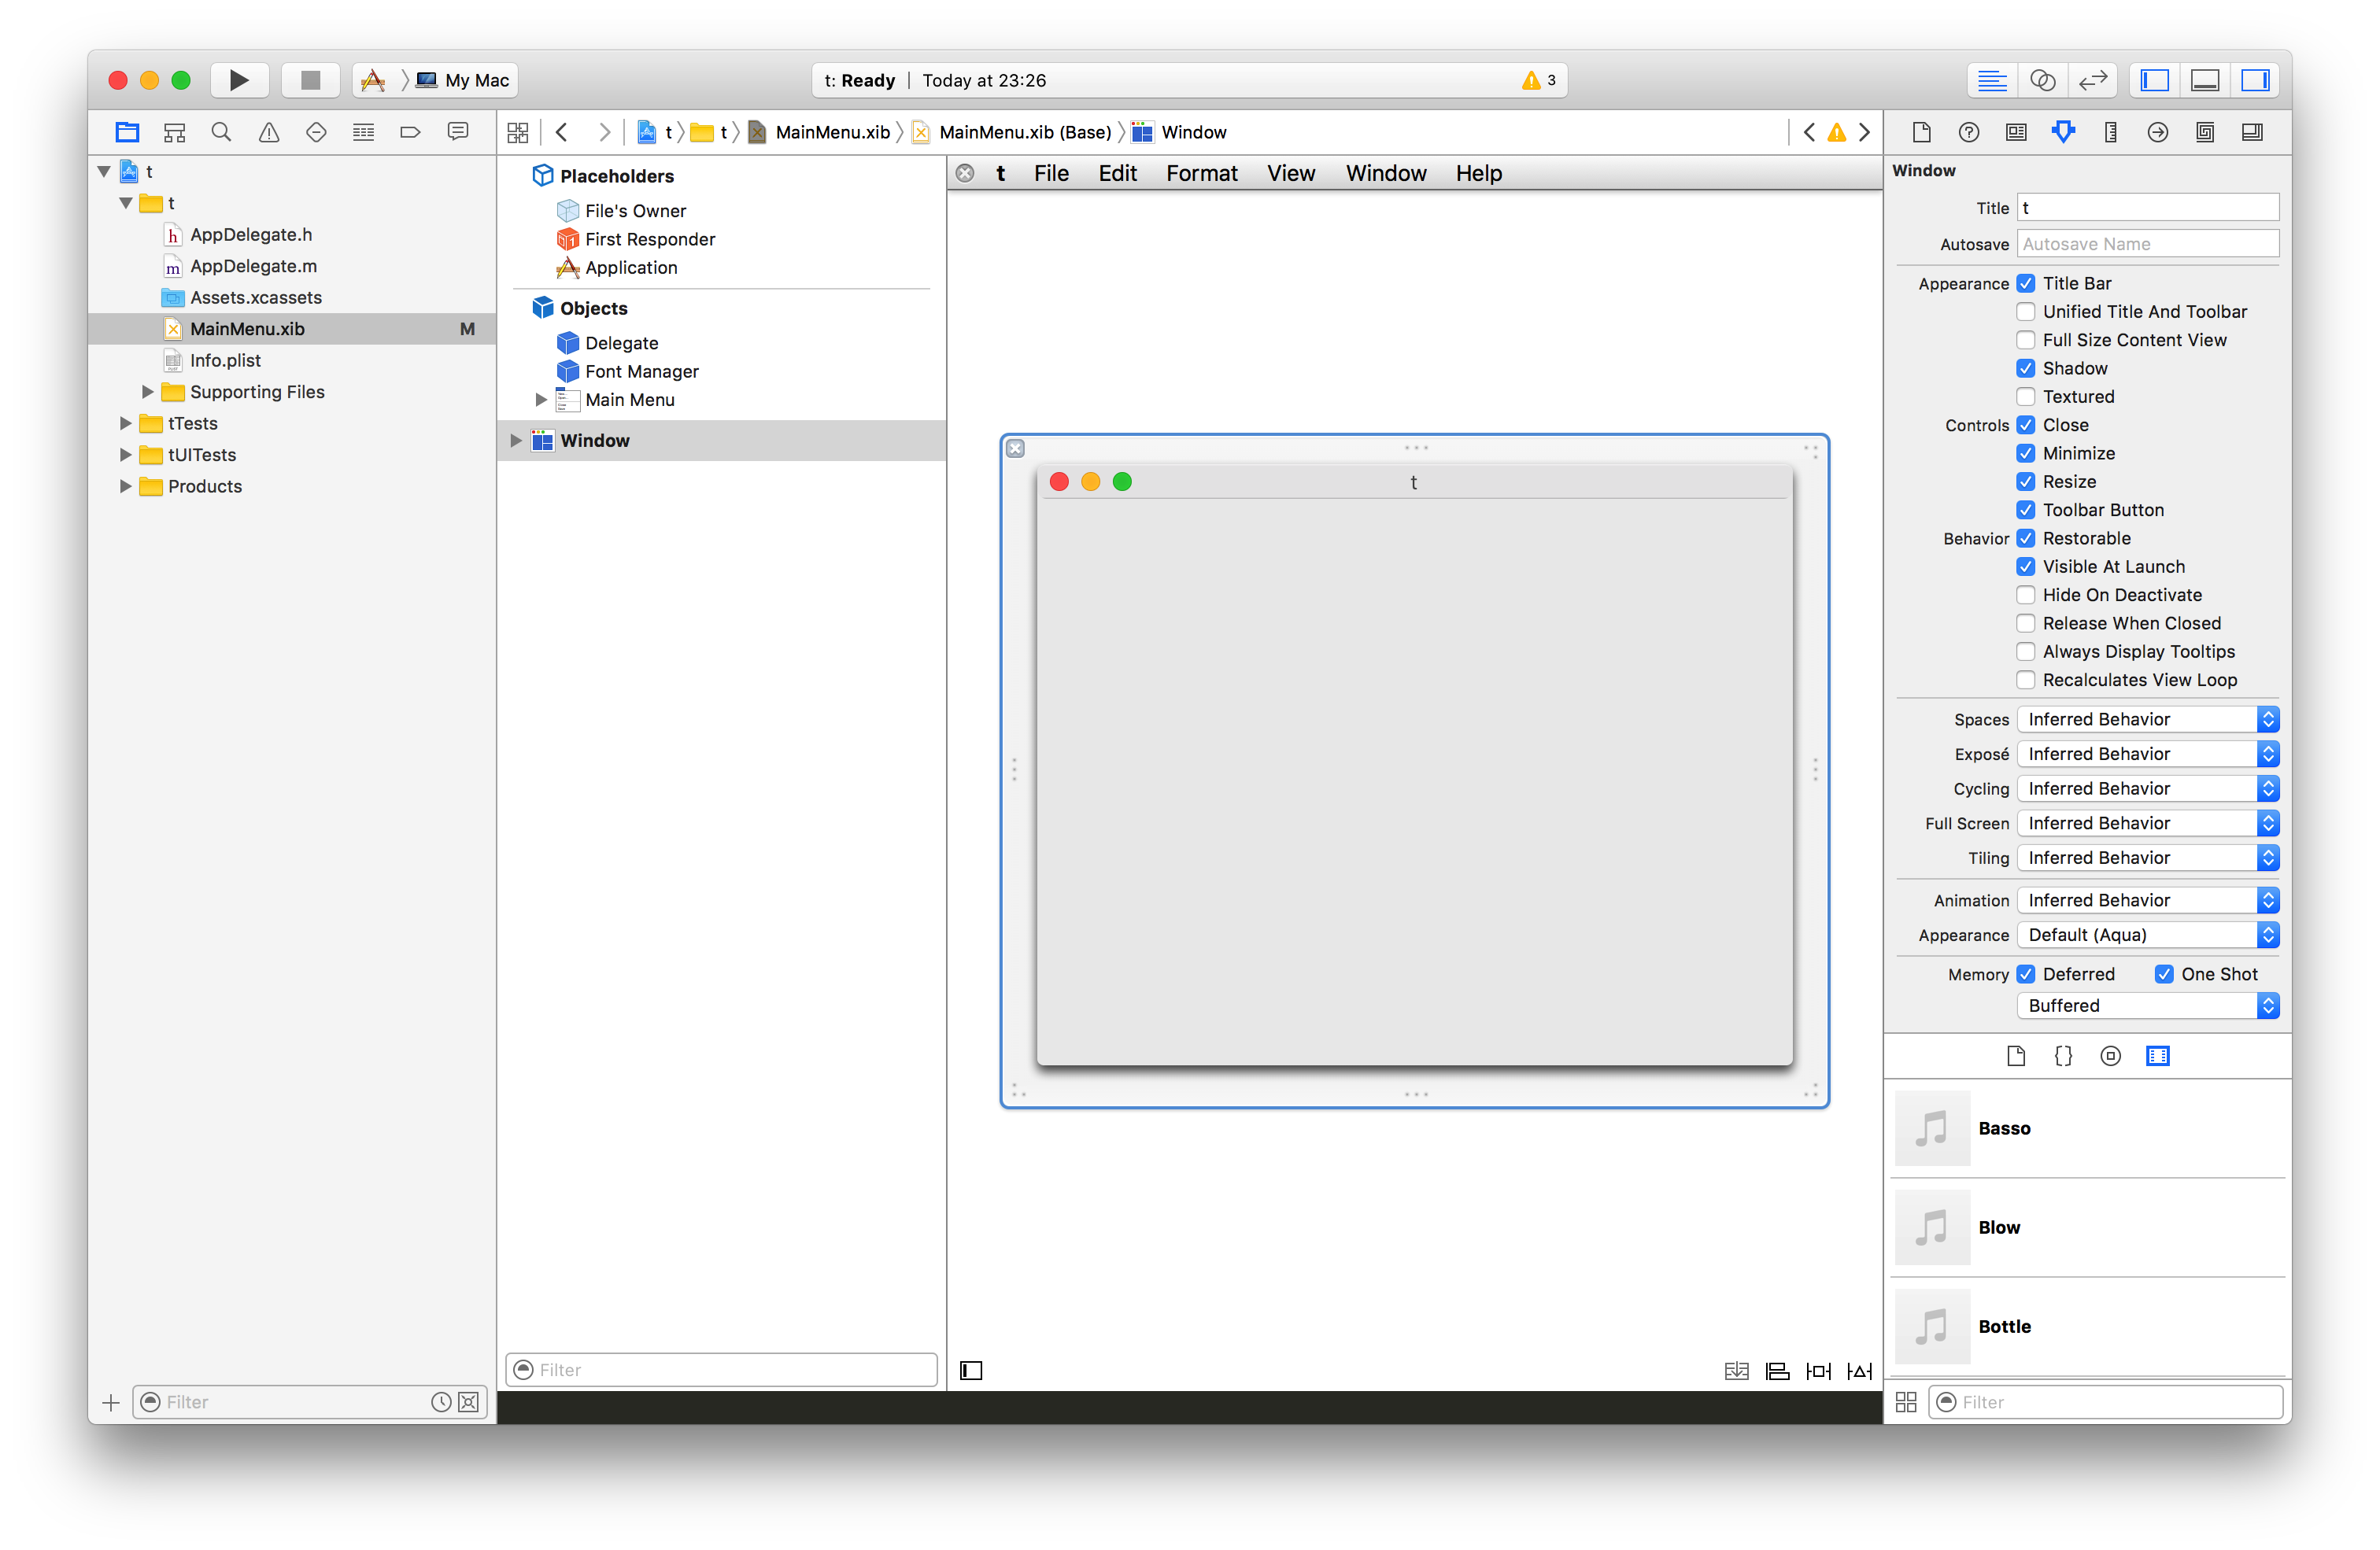 My Mac
t: Ready | Today at 23:26
3
t
t
AppDelegate.h
AppDelegate.m
Assets.xcassets
MainMenu.xib M
Info.plist
Supporting Files
tTests
tUITests
Products
Filter
t t MainMenu.xib MainMenu.xib (Base) Window
Placeholders
File's Owner
First Responder
Application
Objects
Delegate
Font Manager
Main Menu
Window
Filter
t File Edit Format View Window Help
t
Window
Title t
Autosave Autosave Name
Appearance Title Bar
Unified Title And Toolbar
Full Size Content View
Shadow
Textured
Controls Close
Minimize
Resize
Toolbar Button
Behavior Restorable
Visible At Launch
Hide On Deactivate
Release When Closed
Always Display Tooltips
Recalculates View Loop
Spaces Inferred Behavior
Exposé Inferred Behavior
Cycling Inferred Behavior
Full Screen Inferred Behavior
Tiling Inferred Behavior
Animation Inferred Behavior
Appearance Default (Aqua)
Memory Deferred One Shot
Buffered
Basso
Blow
Bottle
Filter